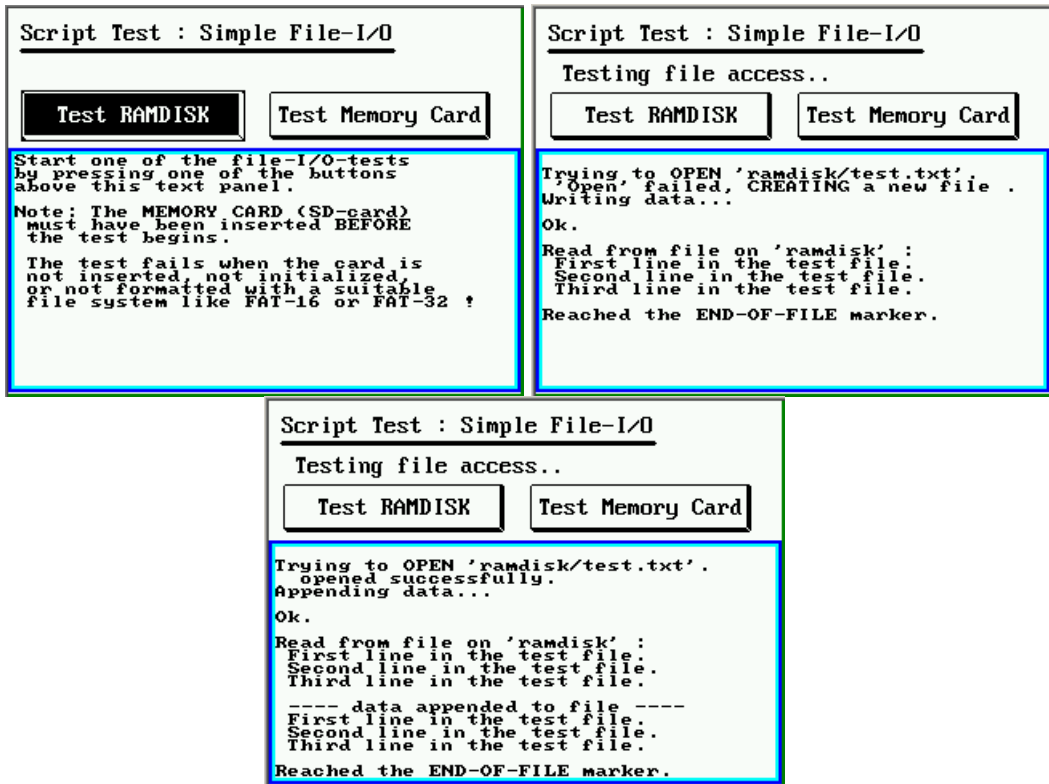 Script Test : Simple File-I/O
Test RAMDISK
Test Memory Card
Start one of the file-I/O-tests
by pressing one of the buttons
above this text panel.
Note: The MEMORY CARD (SD-card)
must have been inserted BEFORE
the test begins.
The test fails when the card is
not inserted, not initialized,
or not formatted with a suitable
file system like FAT-16 or FAT-32 !
Script Test : Simple File-I/O
Testing file access..
Test RAMDISK
Test Memory Card
Trying to OPEN 'ramdisk/test.txt'.
'Open' failed, CREATING a new file .
Writing data...
Ok.
Read from file on 'ramdisk' :
First line in the test file.
Second line in the test file.
Third line in the test file.
Reached the END-OF-FILE marker.
Script Test : Simple File-I/O
Testing file access..
Test RAMDISK
Test Memory Card
Trying to OPEN 'ramdisk/test.txt'.
opened successfully.
Appending data...
Ok.
Read from file on 'ramdisk' :
First line in the test file.
Second line in the test file.
Third line in the test file.
---- data appended to file ----
First line in the test file.
Second line in the test file.
Third line in the test file.
Reached the END-OF-FILE marker.